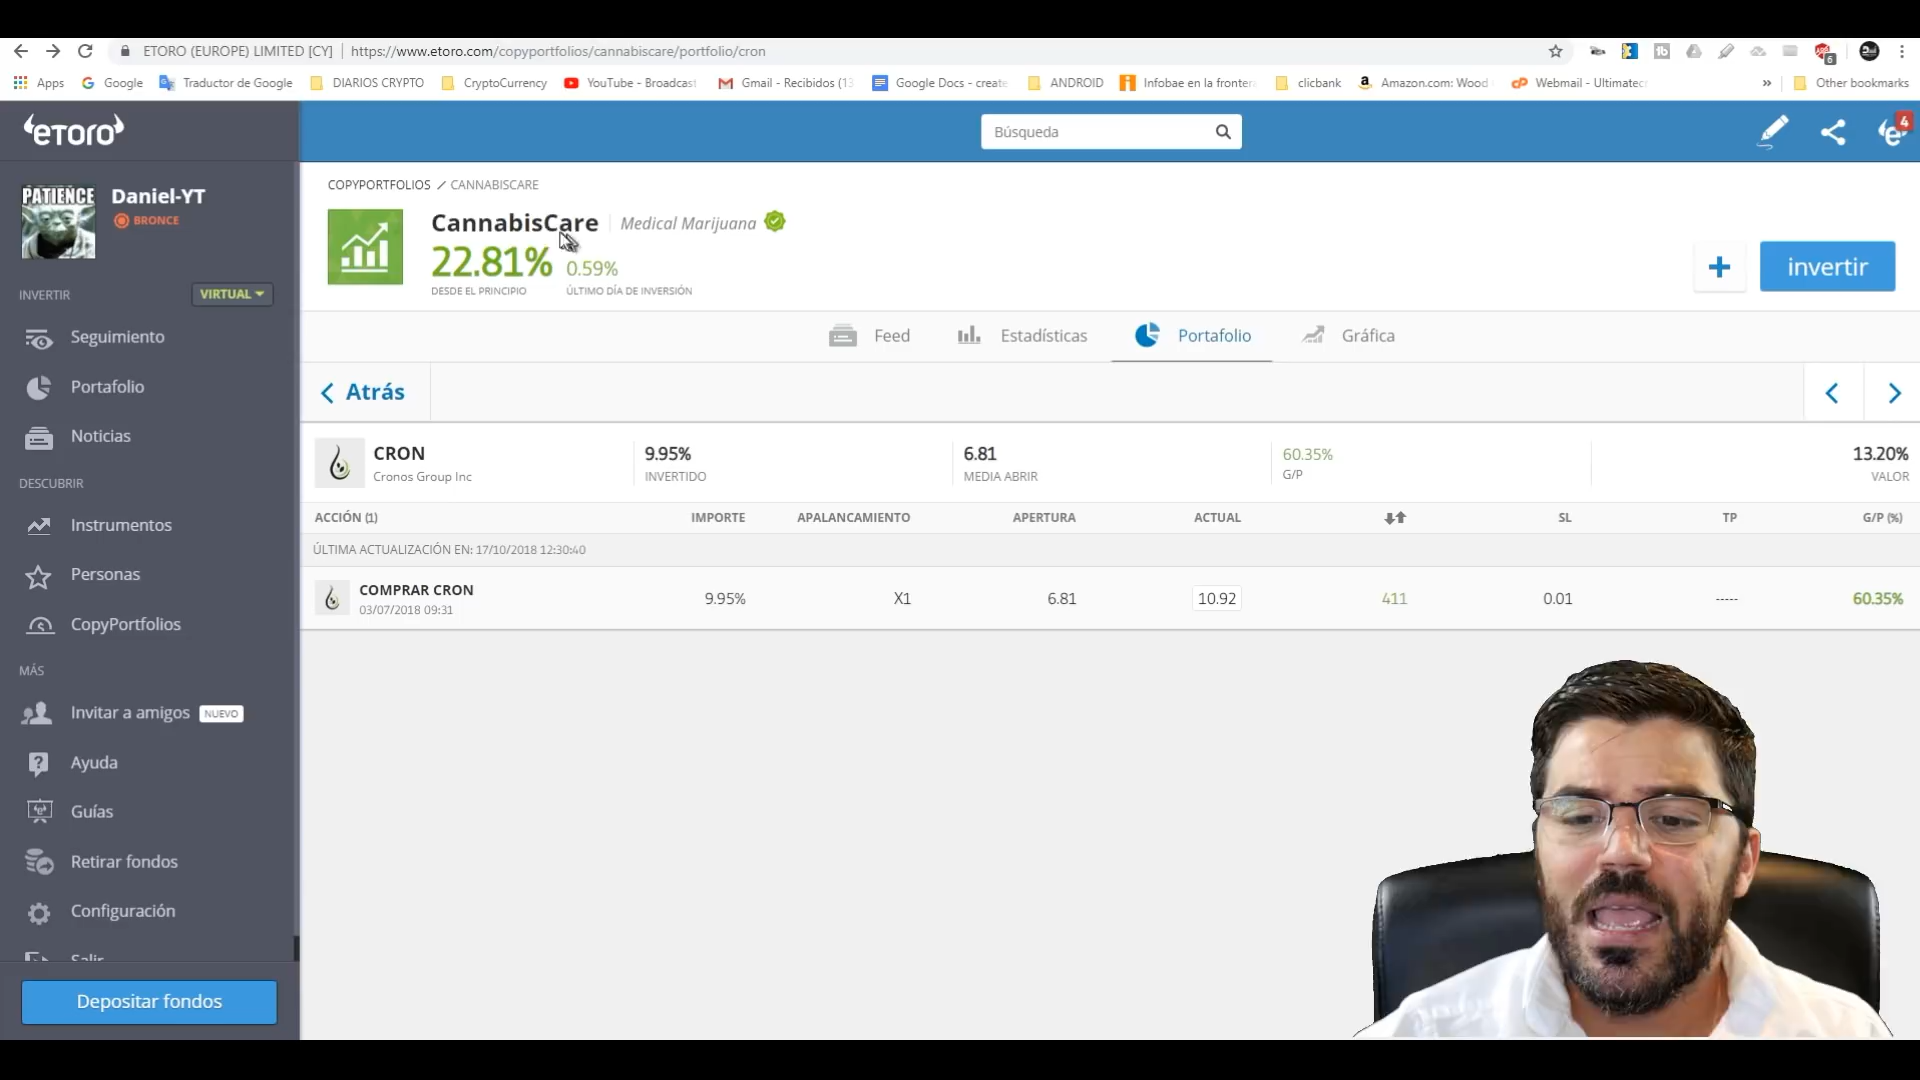 ETORO (EUROPE) LIMITED [CY] | https://www.etoro.com/copyportfolios/cannabiscare/portfolio/cron
Apps Google Traductor de Google DIARIOS CRYPTO CryptoCurrency YouTube - Broadcast Gmail - Recibidos (13 Google Docs - create ANDROID Infobae en la frontera clicbank Amazon.com: Wood Webmail - Ultimatec » Other bookmarks
eToro
Búsqueda
4
PATIENCE
Daniel-YT
BRONCE
INVERTIR
VIRTUAL
Seguimiento
Portafolio
Noticias
DESCUBRIR
Instrumentos
Personas
CopyPortfolios
MÁS
Invitar a amigos NUEVO
Ayuda
Guías
Retirar fondos
Configuración
Salir
Depositar fondos
COPYPORTFOLIOS / CANNABISCARE
CannabisCare | Medical Marijuana
22.81% 0.59%
DESDE EL PRINCIPIO ÚLTIMO DÍA DE INVERSIÓN
+ invertir
Feed Estadísticas Portafolio Gráfica
Atrás
CRON 9.95% 6.81 60.35% 13.20%
Cronos Group Inc INVERTIDO MEDIA ABRIR G/P VALOR
ACCIÓN (1) IMPORTE APALANCAMIENTO APERTURA ACTUAL SL TP G/P (%)
ÚLTIMA ACTUALIZACIÓN EN: 17/10/2018 12:30:40
COMPRAR CRON 9.95% X1 6.81 10.92 411 0.01 ----- 60.35%
03/07/2018 09:31